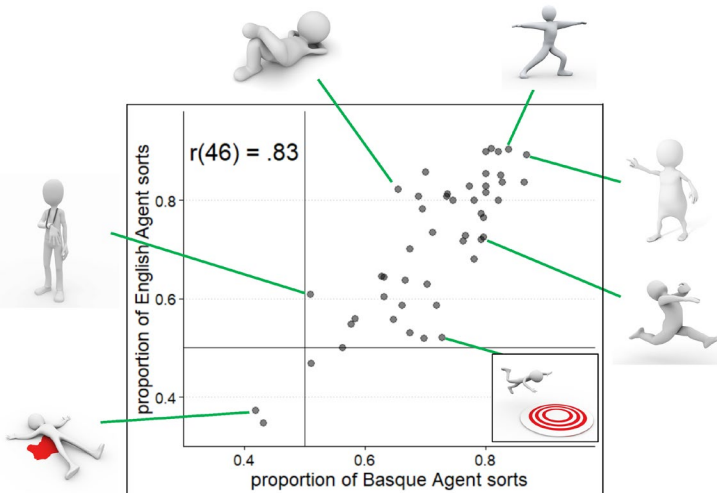 r(46) = .83
proportion of English Agent sorts
0.8
0.6
0.4
0.4
0.6
0.8
proportion of Basque Agent sorts